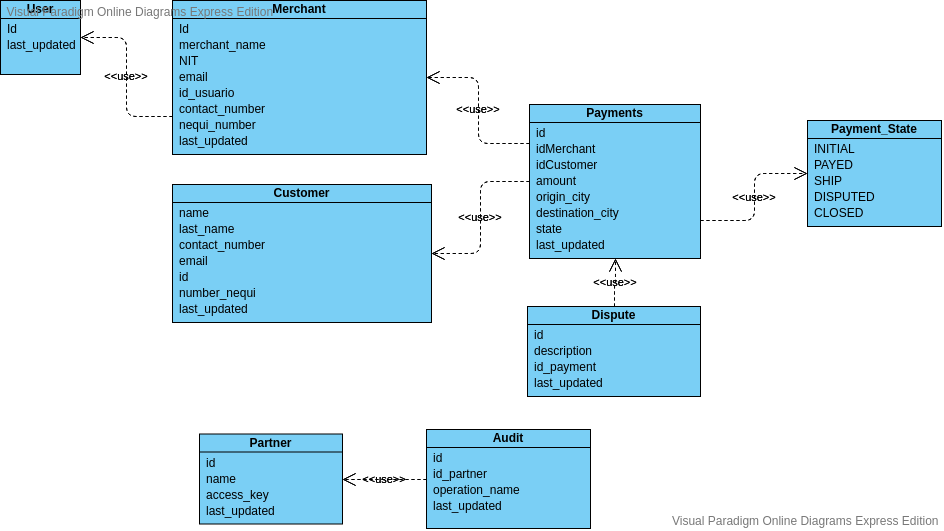 Visual Paradigm Online Diagrams Express Edition
User
Id
last_updated
<<use>>
Merchant
Id
merchant_name
NIT
email
id_usuario
contact_number
nequi_number
last_updated
<<use>>
Payments
id
idMerchant
idCustomer
amount
origin_city
destination_city
state
last_updated
<<use>>
Payment_State
INITIAL
PAYED
SHIP
DISPUTED
CLOSED
Customer
name
last_name
contact_number
email
id
number_nequi
last_updated
<<use>>
<<use>>
Dispute
id
description
id_payment
last_updated
Partner
id
name
access_key
last_updated
<<use>>
Audit
id
id_partner
operation_name
last_updated
Visual Paradigm Online Diagrams Express Edition